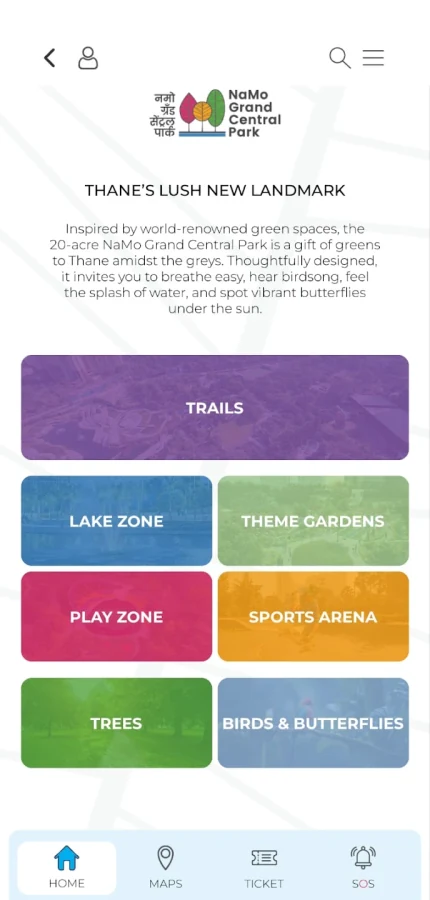 नमो
ग्रँड
सेंट्रल
पार्क
NaMo
Grand
Central
Park
THANE'S LUSH NEW LANDMARK
Inspired by world-renowned green spaces, the
20-acre NaMo Grand Central Park is a gift of greens
to Thane amidst the greys. Thoughtfully designed,
it invites you to breathe easy, hear birdsong, feel
the splash of water, and spot vibrant butterflies
under the sun.
TRAILS
LAKE ZONE
THEME GARDENS
PLAY ZONE
SPORTS ARENA
TREES
BIRDS & BUTTERFLIES
HOME
MAPS
TICKET
SOS